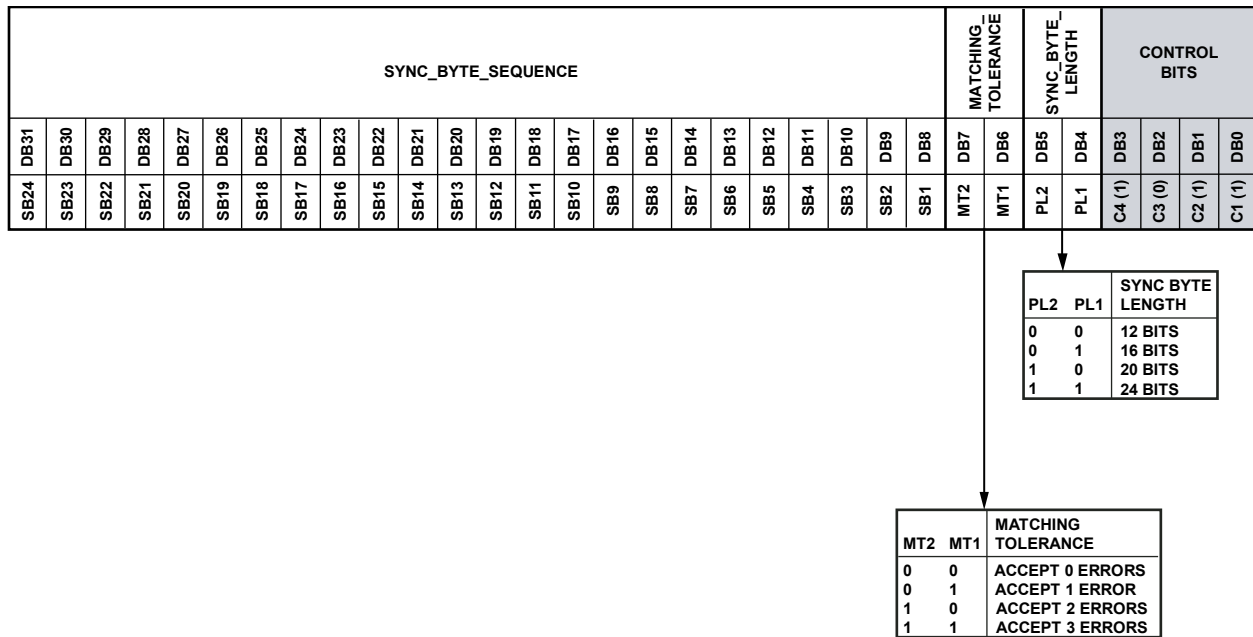 SYNC_BYTE_SEQUENCE
MATCHING_
TOLERANCE
SYNC_BYTE_
LENGTH
CONTROL
BITS
DB31 DB30 DB29 DB28 DB27 DB26 DB25 DB24 DB23 DB22 DB21 DB20 DB19 DB18 DB17 DB16 DB15 DB14 DB13 DB12 DB11 DB10 DB9 DB8 DB7 DB6 DB5 DB4 DB3 DB2 DB1 DB0
SB24 SB23 SB22 SB21 SB20 SB19 SB18 SB17 SB16 SB15 SB14 SB13 SB12 SB11 SB10 SB9 SB8 SB7 SB6 SB5 SB4 SB3 SB2 SB1 MT2 MT1 PL2 PL1 C4 (1) C3 (0) C2 (1) C1 (1)
SYNC BYTE
PL2 PL1 LENGTH
0 0 12 BITS
0 1 16 BITS
1 0 20 BITS
1 1 24 BITS
MATCHING
MT2 MT1 TOLERANCE
0 0 ACCEPT 0 ERRORS
0 1 ACCEPT 1 ERROR
1 0 ACCEPT 2 ERRORS
1 1 ACCEPT 3 ERRORS